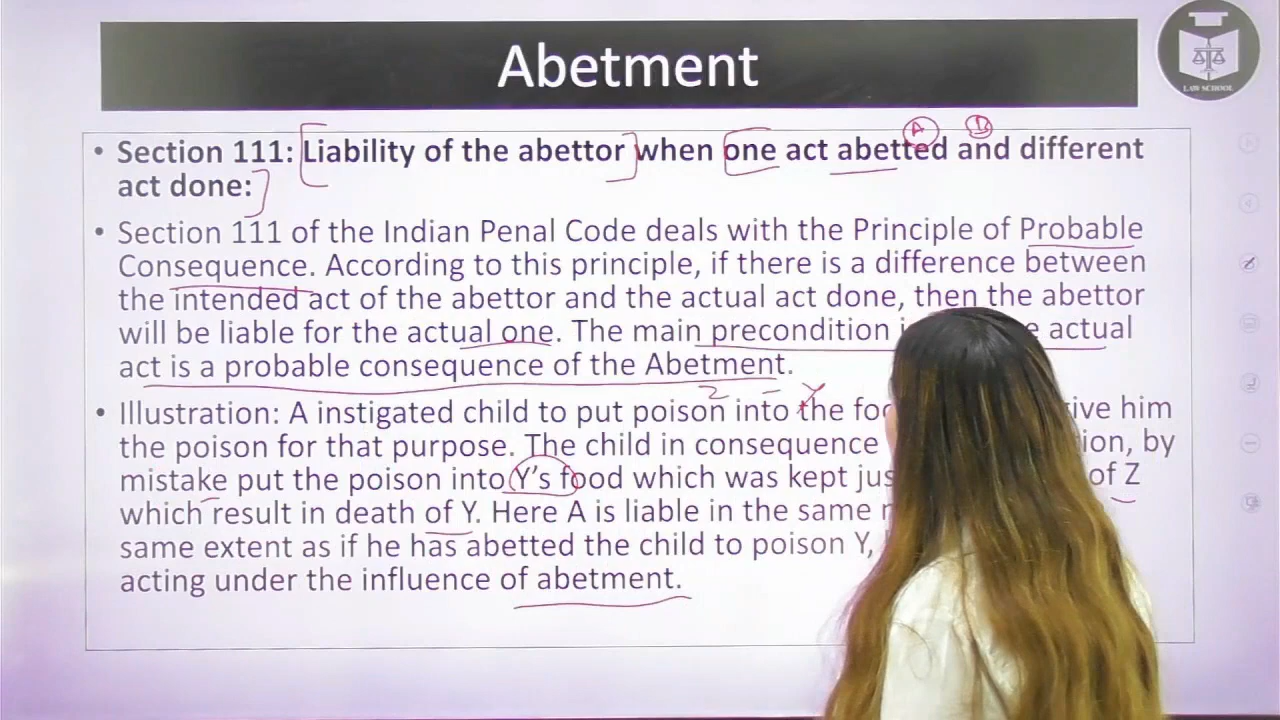 Abetment
LAW SCHOOL
A D
• Section 111: Liability of the abettor when one act abetted and different
act done:
• Section 111 of the Indian Penal Code deals with the Principle of Probable
Consequence. According to this principle, if there is a difference between
the intended act of the abettor and the actual act done, then the abettor
will be liable for the actual one. The main precondition actual
act is a probable consequence of the Abetment.
Z Y
• Illustration: A instigated child to put poison into the
the poison for that purpose. The child in consequence by
mistake put the poison into Y's food which was kept of Z
which result in death of Y. Here A is liable in the same
same extent as if he has abetted the child to poison Y,
acting under the influence of abetment.